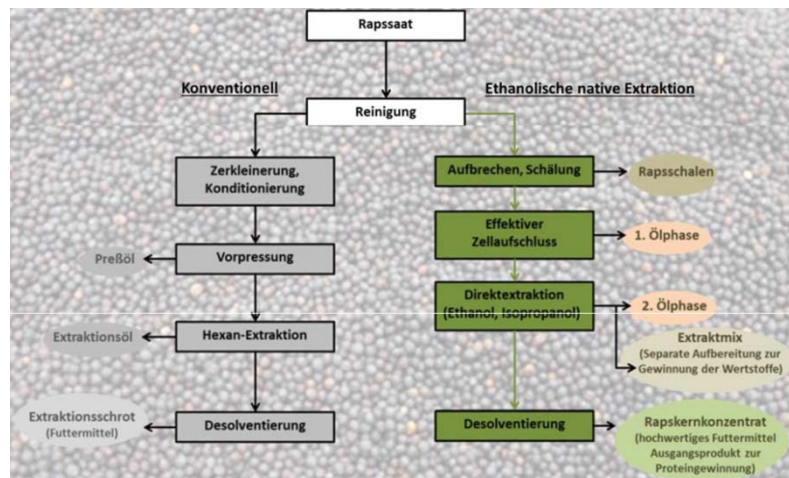 Rapssaat
Konventionell
Ethanolische native Extraktion
Reinigung
Zerkleinerung,
Konditionierung
Vorpressung
Preßöl
Hexan-Extraktion
Extraktionsöl
Desolventierung
Extraktionsschrot
(Futtermittel)
Aufbrechen, Schälung
Rapsschalen
Effektiver
Zellaufschluss
1. Ölphase
Direktextraktion
(Ethanol, Isopropanol)
2. Ölphase
Extraktmix
(Separate Aufbereitung zur
Gewinnung der Wertstoffe)
Desolventierung
Rapskernkonzentrat
(hochwertiges Futtermittel
Ausgangsprodukt zur
Proteingewinnung)